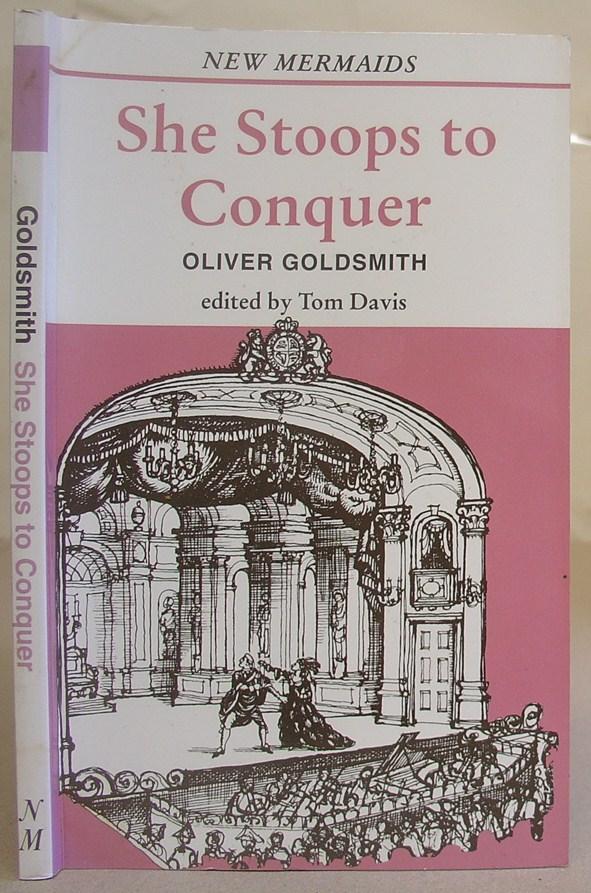 NEW MERMAIDS
She Stoops to
Conquer
OLIVER GOLDSMITH
edited by Tom Davis
Goldsmith She Stoops to Conquer
N
M